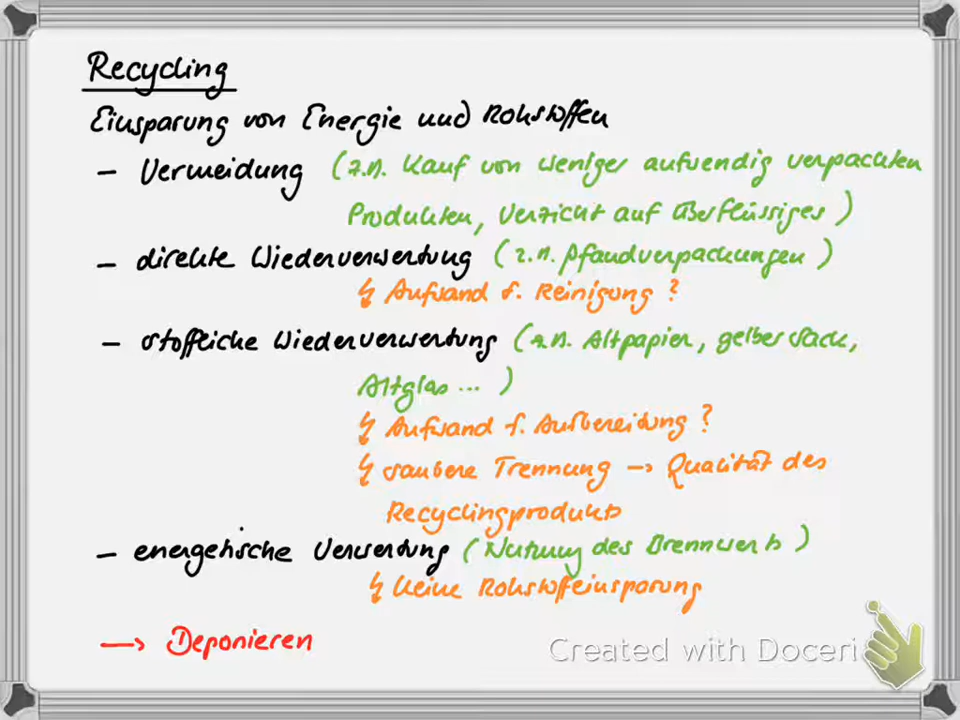 Recycling
Einsparung von Energie und Rohstoffen
- Vermeidung (z.B. Kauf von weniger aufwendig verpackten
Produkten, Verzicht auf Überflüssiges)
- direkte Wiederverwertung (z.B. Pfandverpackungen)
↯ Aufwand f. Reinigung?
- stoffliche Wiederverwertung (z.B. Altpapier, gelber Sack,
Altglas ...)
↯ Aufwand f. Aufbereitung?
↯ saubere Trennung → Qualität des
Recyclingprodukts
- energetische Verwertung (Nutzung des Brennwerts)
↯ keine Rohstoffeinsparung
→ Deponieren
Created with Doceri